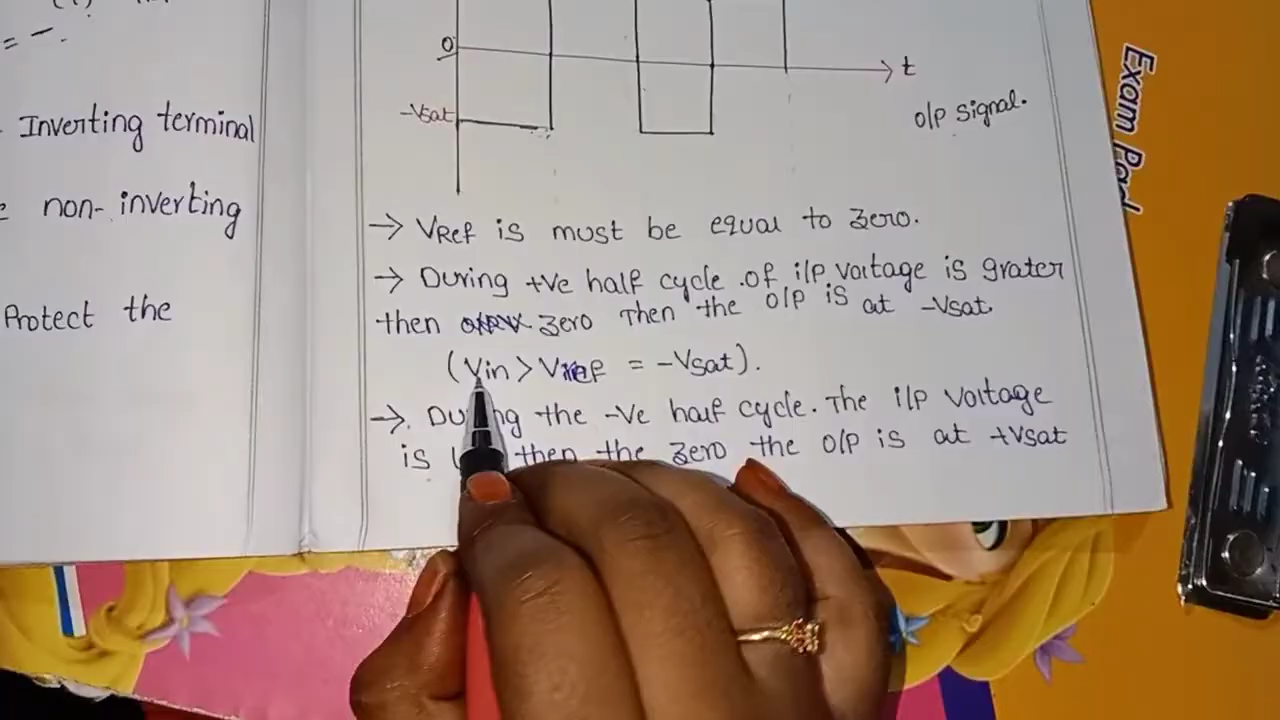 = -.
Inverting terminal
non-inverting
Protect the
0
t
-Vsat
o/p signal.
→ VRef is must be equal to zero.
→ During +ve half cycle .of i/p voltage is grater
then zero Then the o/p is at -Vsat.
(Vin > Vref = -Vsat).
→. During the -Ve half cycle. The i/p voltage
is then the zero the o/p is at +Vsat
Exam Pad